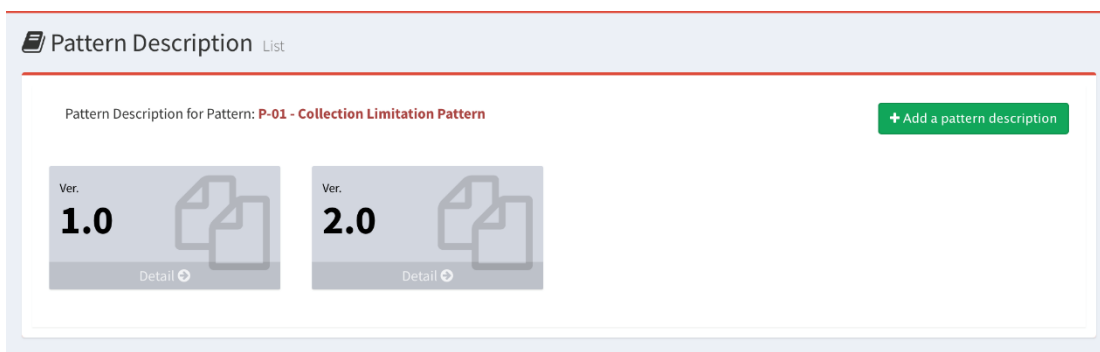 Pattern Description List
Pattern Description for Pattern: P-01 - Collection Limitation Pattern
+ Add a pattern description
Ver.
1.0
Detail
Ver.
2.0
Detail